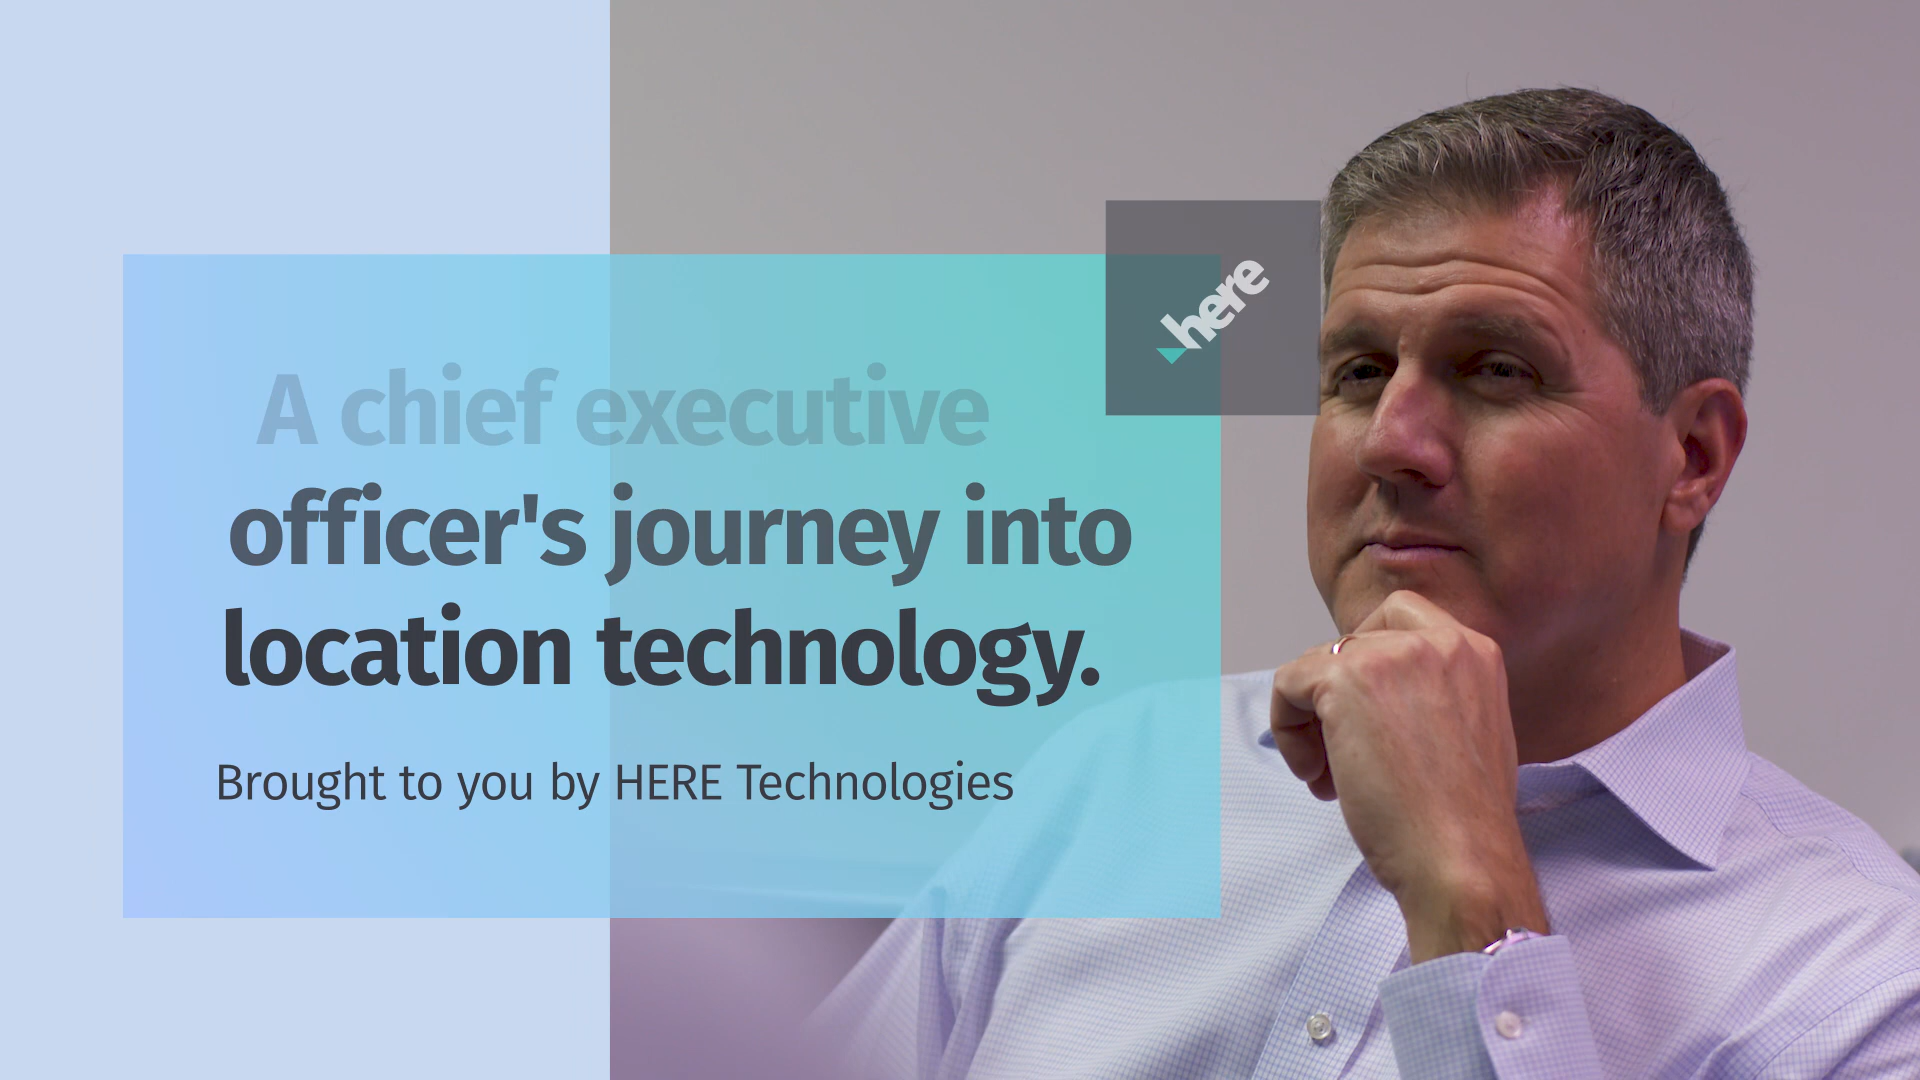 here
A chief executive
officer's journey into
location technology.
Brought to you by HERE Technologies